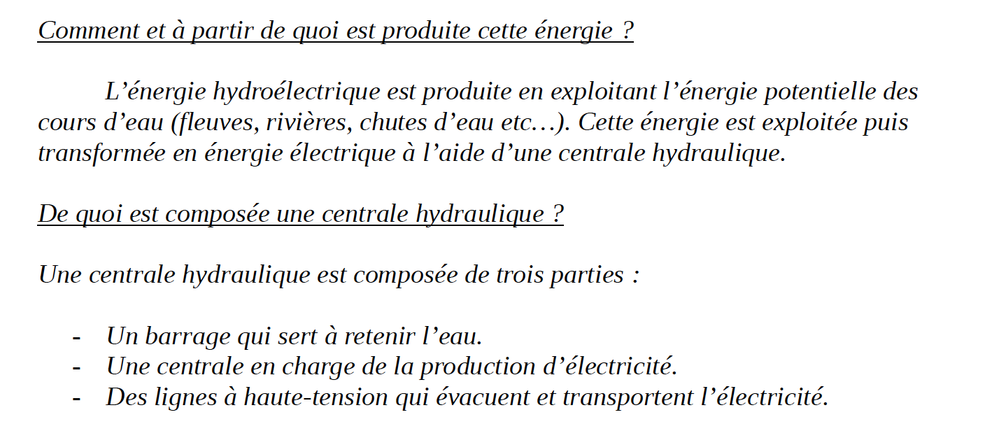 Comment et à partir de quoi est produite cette énergie ?
L’énergie hydroélectrique est produite en exploitant l’énergie potentielle des
cours d’eau (fleuves, rivières, chutes d’eau etc…). Cette énergie est exploitée puis
transformée en énergie électrique à l’aide d’une centrale hydraulique.
De quoi est composée une centrale hydraulique ?
Une centrale hydraulique est composée de trois parties :
- Un barrage qui sert à retenir l’eau.
- Une centrale en charge de la production d’électricité.
- Des lignes à haute-tension qui évacuent et transportent l’électricité.